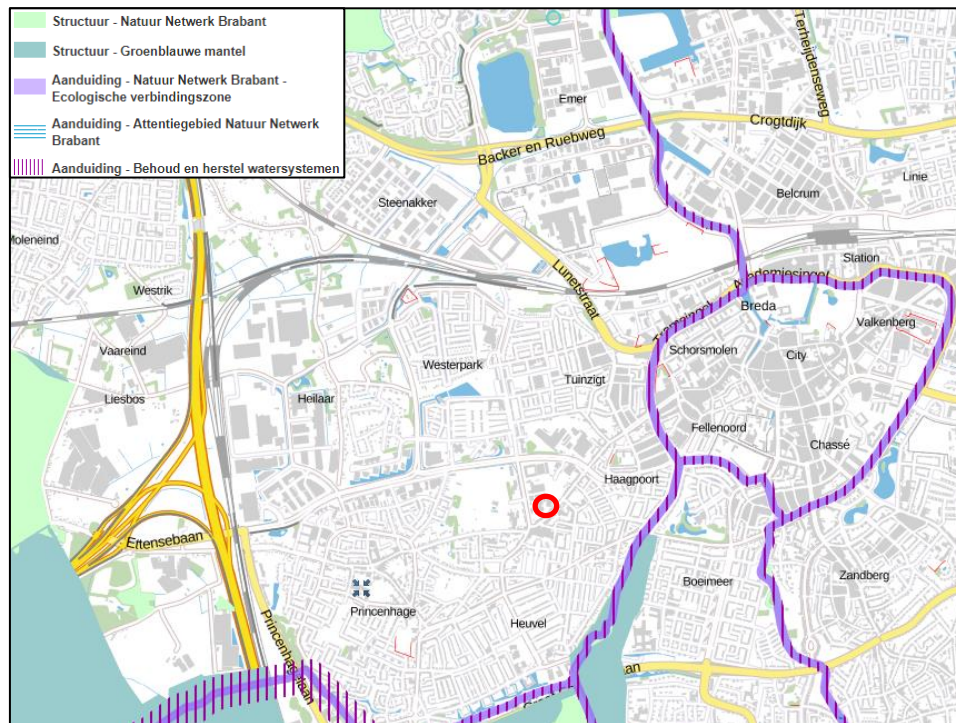 Structuur - Natuur Netwerk Brabant
Structuur - Groenblauwe mantel
Aanduiding - Natuur Netwerk Brabant -
Ecologische verbindingszone
Aanduiding - Attentiegebied Natuur Netwerk
Brabant
Aanduiding - Behoud en herstel watersystemen
Terheijdenseweg
Emer
Crogtdijk
Backer en Ruebweg
Linie
Belcrum
Steenakker
Moleneind
Station
Lunetstraat
Westrik
Breda
Valkenberg
Vaareind
Schorsmolen
City
Westerpark
Tuinzigt
Liesbos
Heilaar
Fellenoord
Chassé
Haagpoort
Ettensebaan
Boeimeer
Zandberg
Princenhage
Heuvel